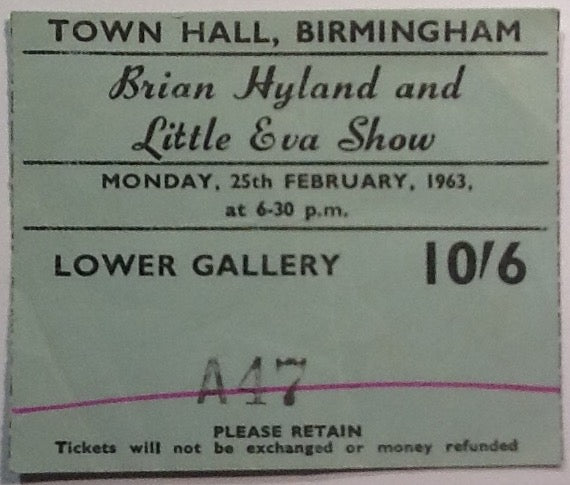 TOWN HALL, BIRMINGHAM
Brian Hyland and
Little Eva Show
MONDAY, 25th FEBRUARY, 1963,
at 6-30 p.m.
LOWER GALLERY 10/6
A47
PLEASE RETAIN
Tickets will not be exchanged or money refunded